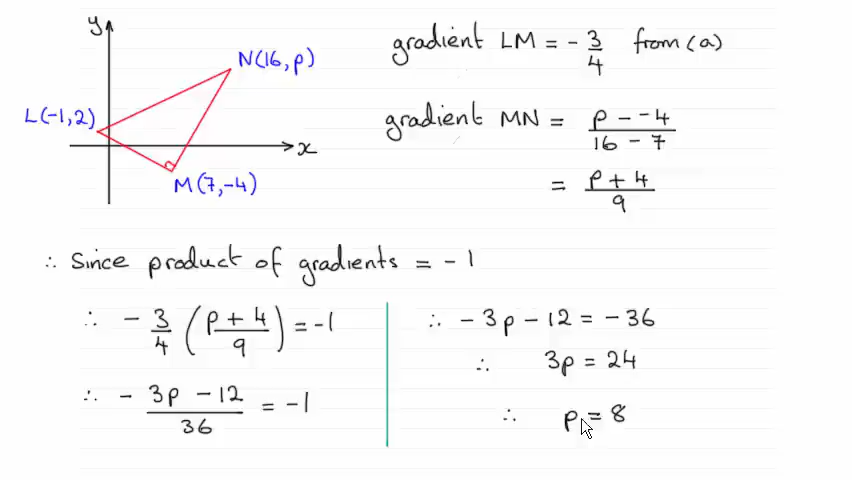 y
N(16, p)
L(-1, 2)
x
M(7, -4)
gradient LM = - 3/4 from (a)
gradient MN = p - -4 / 16 - 7
= p + 4 / 9
∴ Since product of gradients = -1
∴ - 3/4 (p + 4 / 9) = -1
∴ - 3p - 12 / 36 = -1
∴ - 3p - 12 = - 36
∴ 3p = 24
∴ p = 8